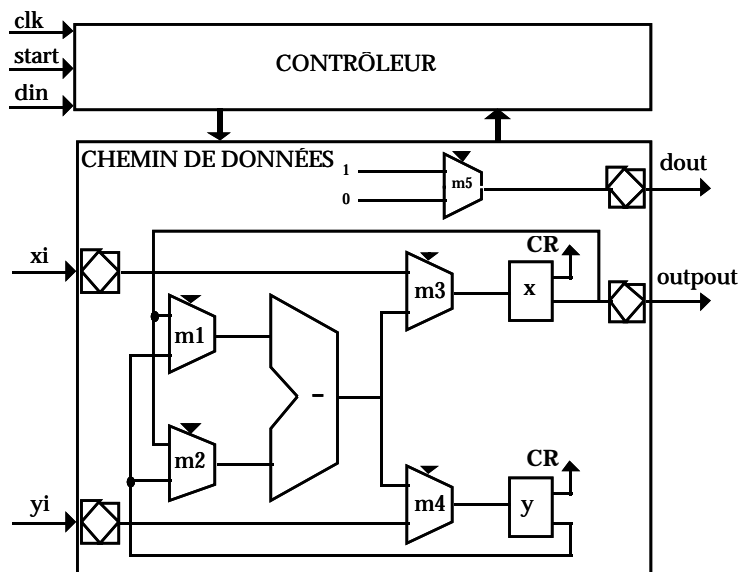 clk
start
din
CONTRÔLEUR
CHEMIN DE DONNÉES
1
0
m5
dout
xi
CR
m3
x
outpout
m1
-
m2
CR
yi
m4
y